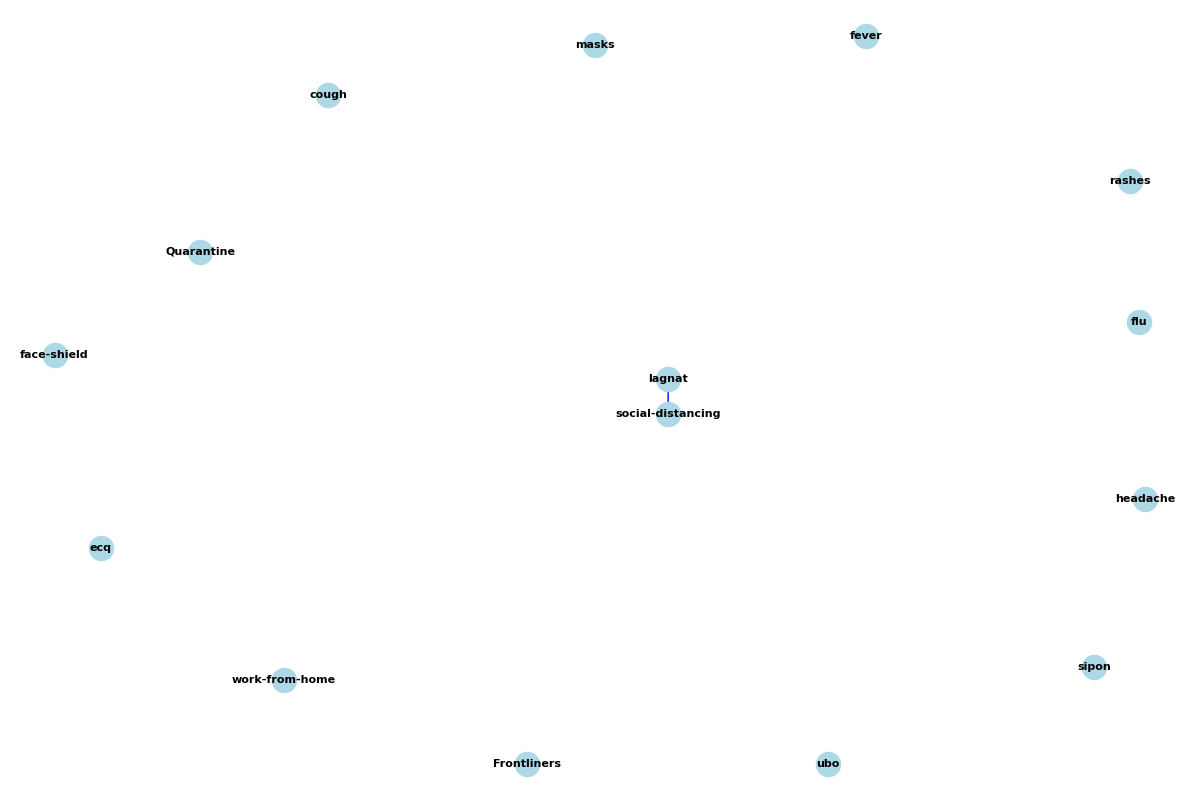 fever
masks
cough
rashes
Quarantine
flu
face-shield
lagnat
social-distancing
headache
ecq
sipon
work-from-home
Frontliners
ubo